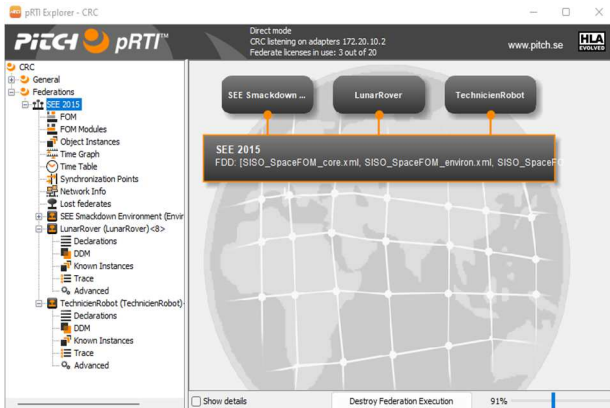 pRTI Explorer - CRC
PITCH pRTI™
Direct mode
CRC listening on adapters 172.20.10.2
Federate licenses in use: 3 out of 20
www.pitch.se
HLA
EVOLVED
CRC
General
Federations
SEE 2015
FOM
FOM Modules
Object Instances
Time Graph
Time Table
Synchronization Points
Network Info
Lost federates
SEE Smackdown Environment (Envir
LunarRover (LunarRover)<8>
Declarations
DDM
Known Instances
Trace
Advanced
TechnicienRobot (TechnicienRobot)
Declarations
DDM
Known Instances
Trace
Advanced
SEE Smackdown ...
LunarRover
TechnicienRobot
SEE 2015
FDD: [SISO_SpaceFOM_core.xml, SISO_SpaceFOM_environ.xml, SISO_SpaceFO
Show details
Destroy Federation Execution
91%